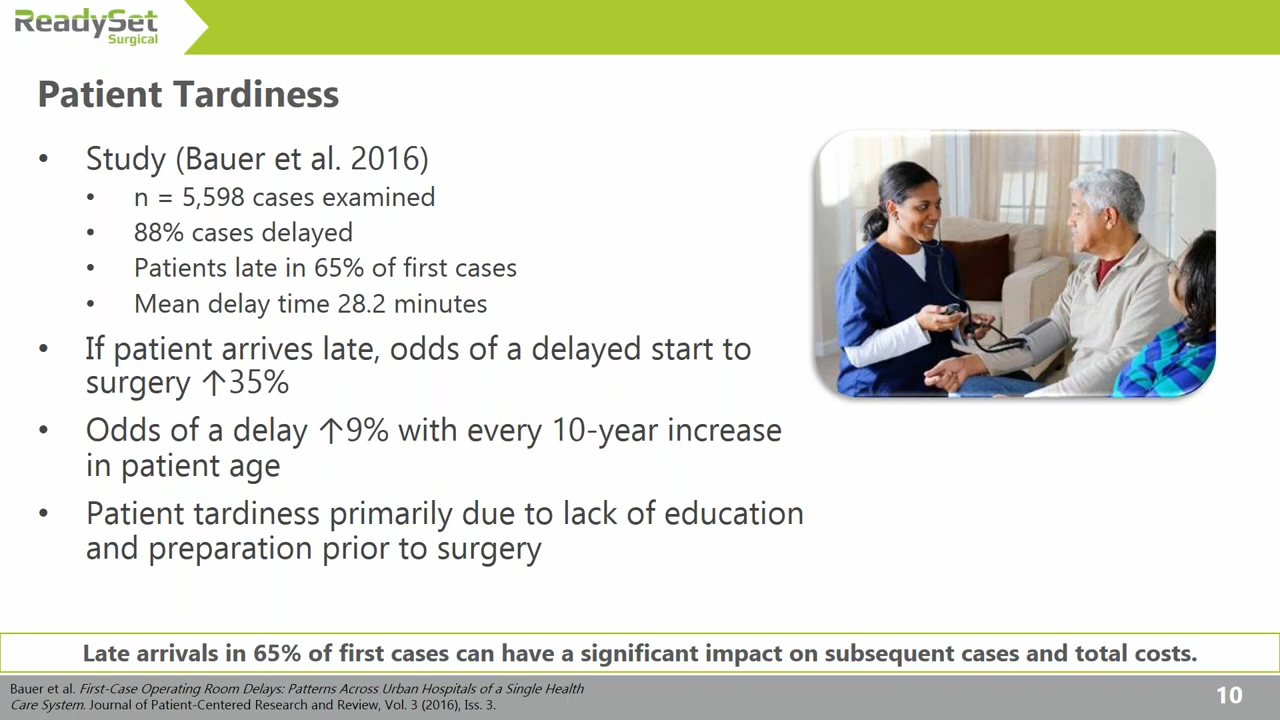 ReadySet
Surgical
Patient Tardiness
• Study (Bauer et al. 2016)
• n = 5,598 cases examined
• 88% cases delayed
• Patients late in 65% of first cases
• Mean delay time 28.2 minutes
• If patient arrives late, odds of a delayed start to
surgery ↑35%
• Odds of a delay ↑9% with every 10-year increase
in patient age
• Patient tardiness primarily due to lack of education
and preparation prior to surgery
Late arrivals in 65% of first cases can have a significant impact on subsequent cases and total costs.
Bauer et al. First-Case Operating Room Delays: Patterns Across Urban Hospitals of a Single Health
Care System. Journal of Patient-Centered Research and Review, Vol. 3 (2016), Iss. 3.
10